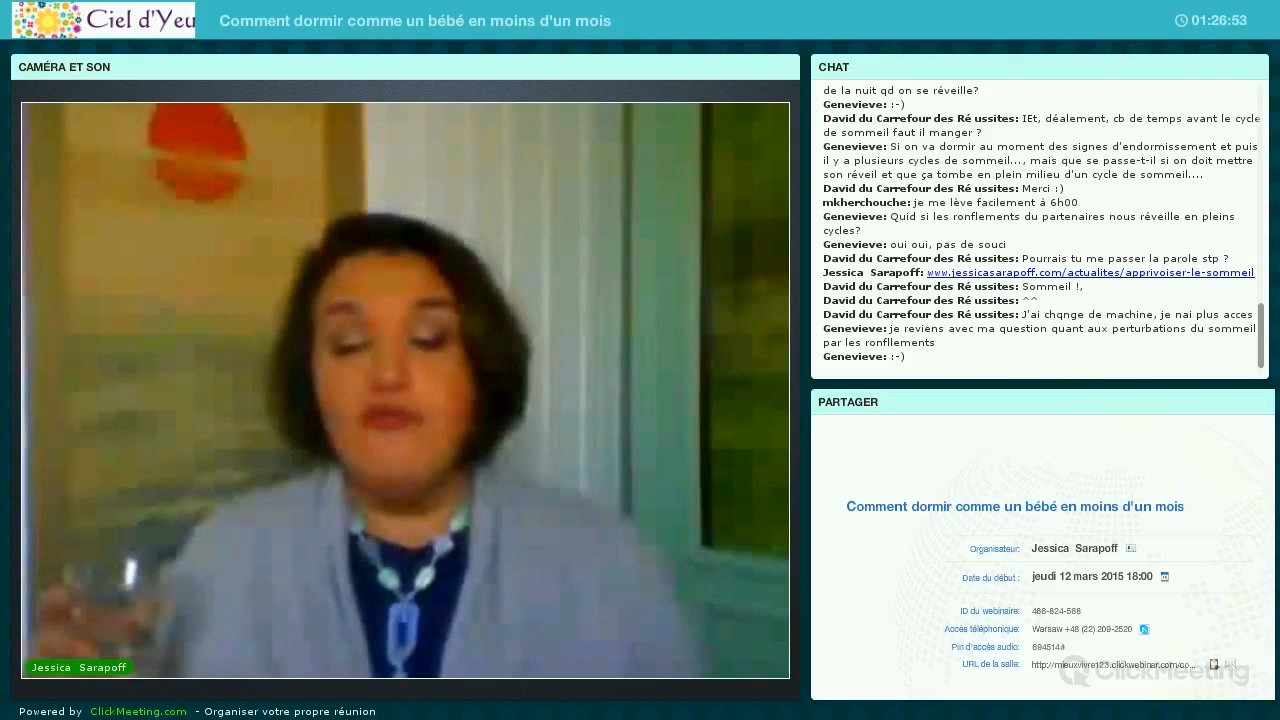 Ciel d'Yeu
Comment dormir comme un bébé en moins d'un mois
01:26:53
CAMÉRA ET SON
Jessica Sarapoff
CHAT
de la nuit qd on se réveille?
Genevieve: :-)
David du Carrefour des Ré ussites: IEt, déalement, cb de temps avant le cycle
de sommeil faut il manger ?
Genevieve: Si on va dormir au moment des signes d'endormissement et puis
il y a plusieurs cycles de sommeil..., mais que se passe-t-il si on doit mettre
son réveil et que ça tombe en plein milieu d'un cycle de sommeil....
David du Carrefour des Ré ussites: Merci :)
mkherchouche: je me lève facilement à 6h00
Genevieve: Quid si les ronflements du partenaires nous réveille en pleins
cycles?
Genevieve: oui oui, pas de souci
David du Carrefour des Ré ussites: Pourrais tu me passer la parole stp ?
Jessica Sarapoff: www.jessicasarapoff.com/actualites/apprivoiser-le-sommeil
David du Carrefour des Ré ussites: Sommeil !,
David du Carrefour des Ré ussites: ^^
David du Carrefour des Ré ussites: J'ai chqnge de machine, je nai plus acces
Genevieve: je reviens avec ma question quant aux perturbations du sommeil
par les ronfllements
Genevieve: :-)
PARTAGER
Comment dormir comme un bébé en moins d'un mois
Organisateur: Jessica Sarapoff
Date du début : jeudi 12 mars 2015 18:00
ID du webinaire: 466-824-568
Accès téléphonique: Warsaw +48 (22) 209-2520
Pin d'accès audio: 694514#
URL de la salle: http://mieuxvivre123.clickwebinar.com/co...
ClickMeeting
Powered by ClickMeeting.com - Organiser votre propre réunion